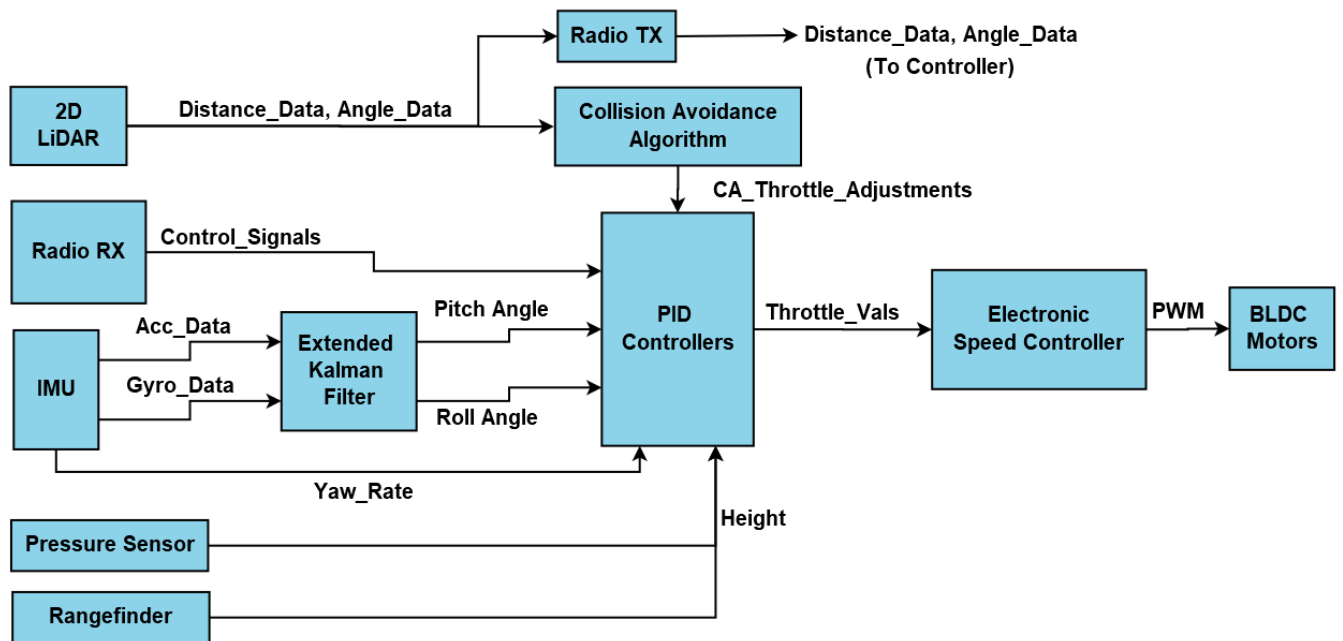 Radio TX
Distance_Data, Angle_Data
(To Controller)
2D
LiDAR
Distance_Data, Angle_Data
Collision Avoidance
Algorithm
CA_Throttle_Adjustments
Radio RX
Control_Signals
IMU
Acc_Data
Gyro_Data
Extended
Kalman
Filter
Pitch Angle
Roll Angle
PID
Controllers
Throttle_Vals
Electronic
Speed Controller
PWM
BLDC
Motors
Yaw_Rate
Height
Pressure Sensor
Rangefinder